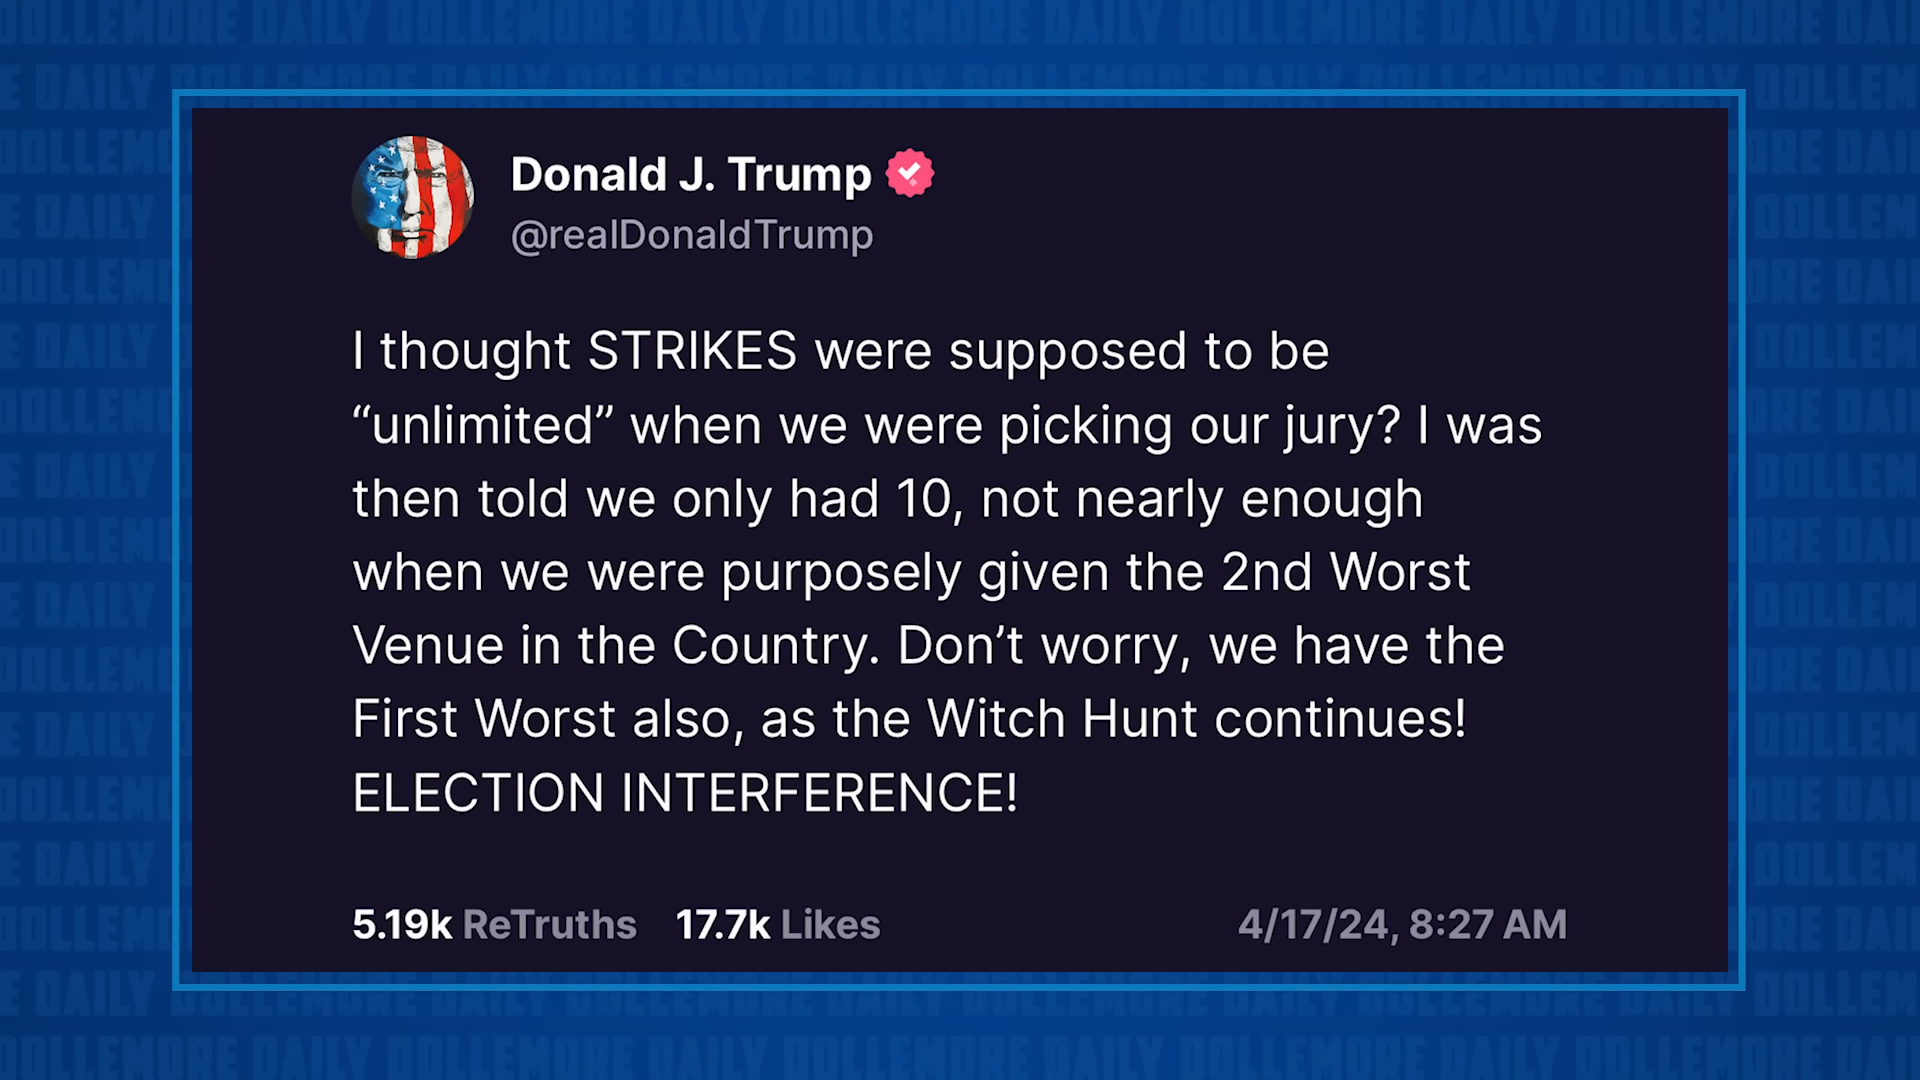 Donald J. Trump
@realDonaldTrump
I thought STRIKES were supposed to be
“unlimited” when we were picking our jury? I was
then told we only had 10, not nearly enough
when we were purposely given the 2nd Worst
Venue in the Country. Don’t worry, we have the
First Worst also, as the Witch Hunt continues!
ELECTION INTERFERENCE!
5.19k ReTruths 17.7k Likes 4/17/24, 8:27 AM